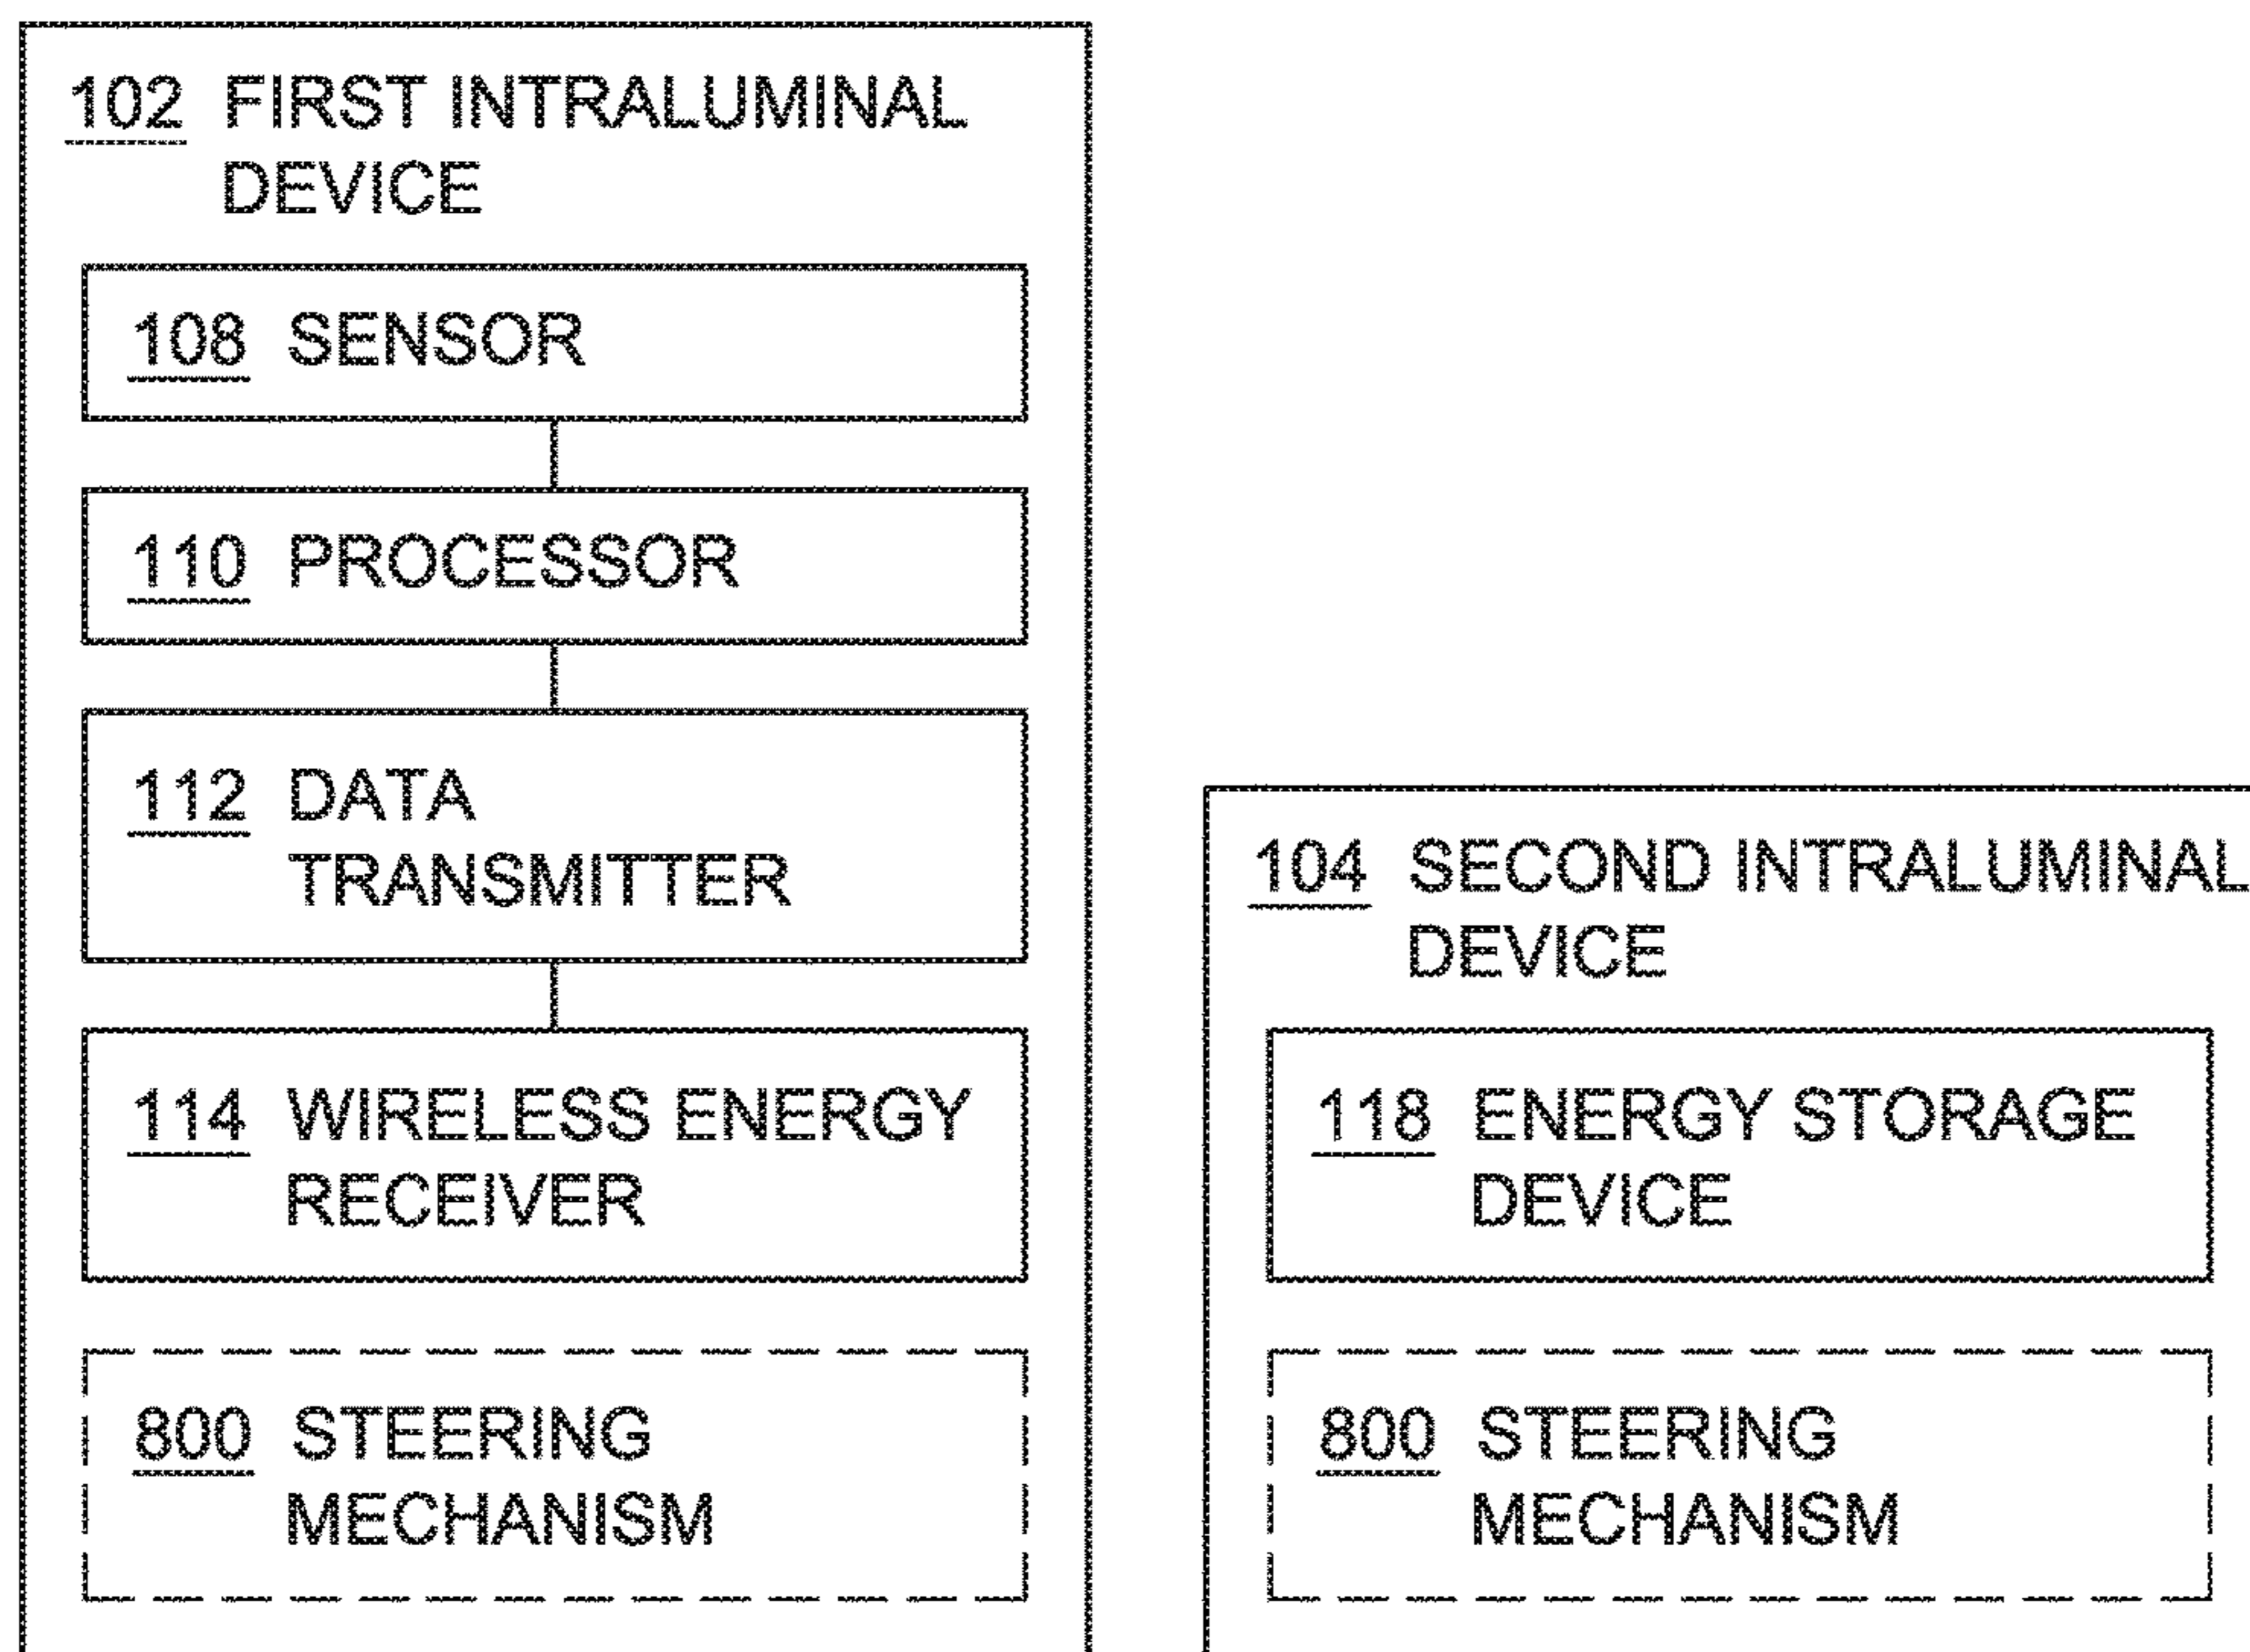 102 FIRST INTRALUMINAL
DEVICE
108 SENSOR
110 PROCESSOR
112 DATA
TRANSMITTER
114 WIRELESS ENERGY
RECEIVER
800 STEERING
MECHANISM
104 SECOND INTRALUMINAL
DEVICE
118 ENERGY STORAGE
DEVICE
800 STEERING
MECHANISM